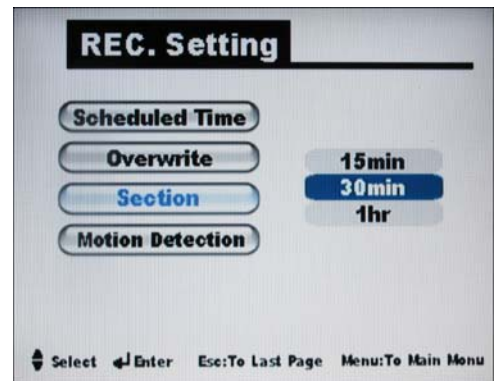 REC. Setting
Scheduled Time
Overwrite
Section
Motion Detection
15min
30min
1hr
Select Enter Esc:To Last Page Menu:To Main Monu